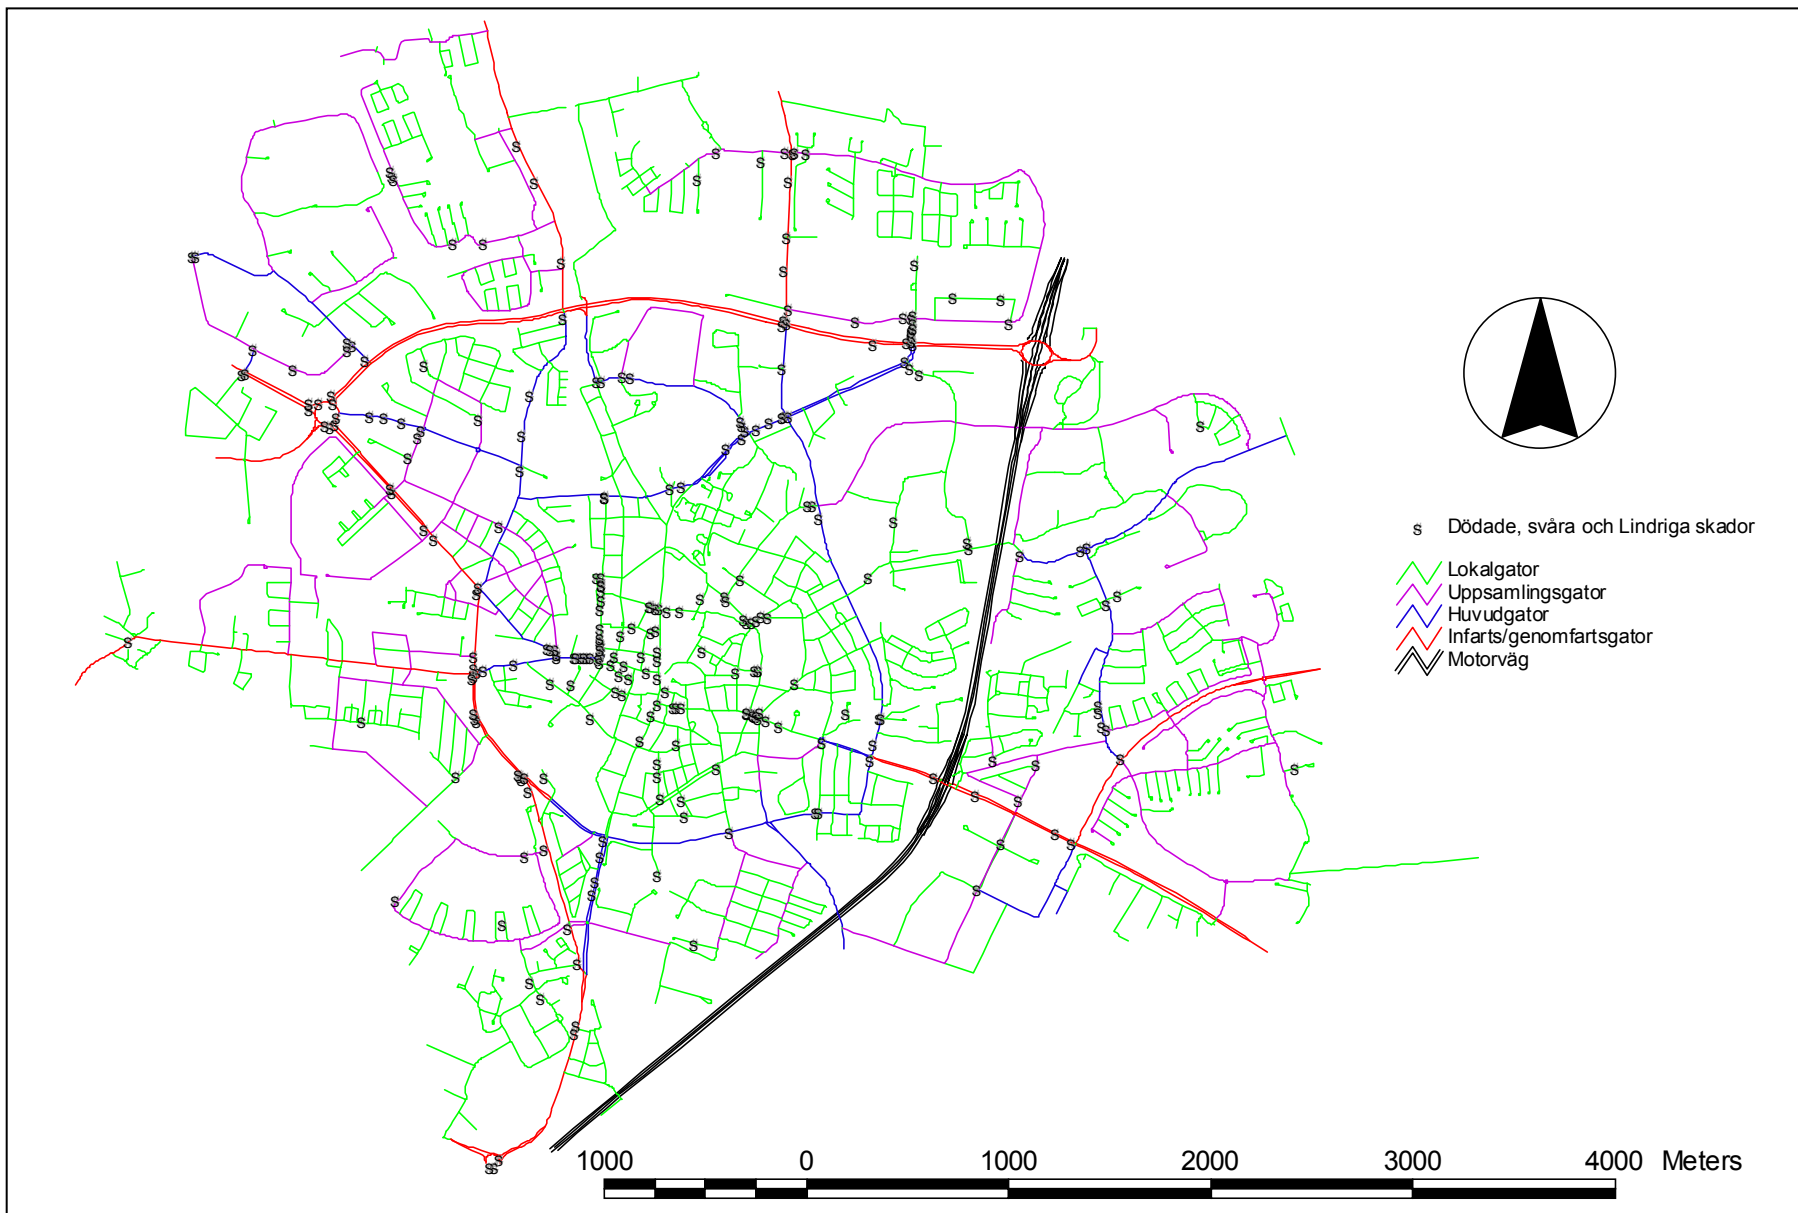 s Dödade, svåra och Lindriga skador
Lokalgator
Uppsamlingsgator
Huvudgator
Infarts/genomfartsgator
Motorväg
1000 0 1000 2000 3000 4000 Meters